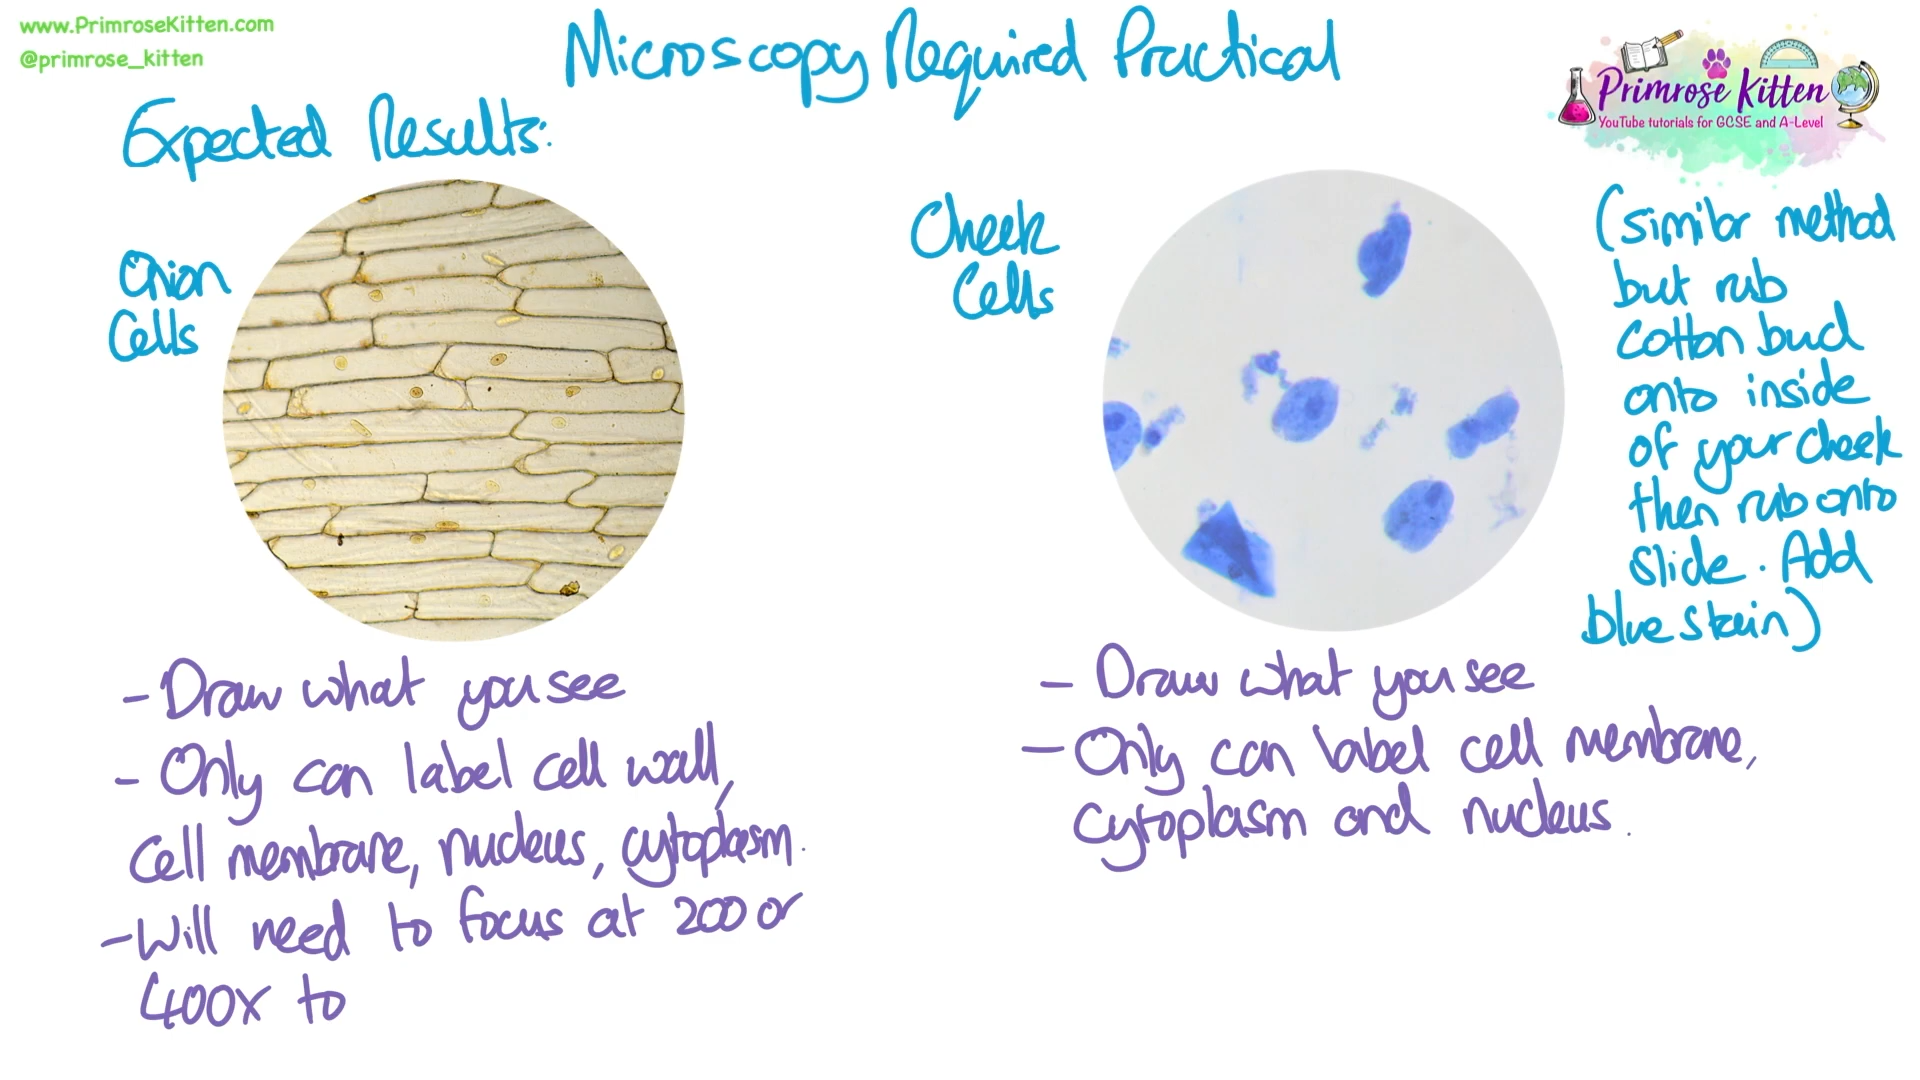 www.PrimroseKitten.com
@primrose_kitten
Microscopy Required Practical
Primrose Kitten
YouTube tutorials for GCSE and A-Level
Expected Results:
Onion
Cells
Cheek
Cells
(similar method
but rub
cotton bud
onto inside
of your cheek
then rub onto
slide. Add
blue stain)
- Draw what you see
- Only can label cell wall,
cell membrane, nucleus, cytoplasm.
- Will need to focus at 200 or
400x to
- Draw what you see
- Only can label cell membrane,
cytoplasm and nucleus.